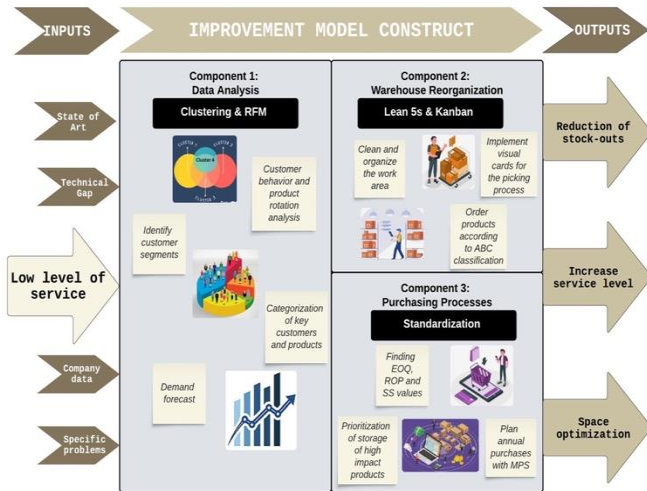 INPUTS
IMPROVEMENT MODEL CONSTRUCT
OUTPUTS
State of
Art
Technical
Gap
Low level of
service
Company
data
Specific
problems
Component 1:
Data Analysis
Clustering & RFM
Cluster 4
Customer
behavior and
product
rotation
analysis
Identify
customer
segments
Categorization
of key
customers
and products
Demand
forecast
Component 2:
Warehouse Reorganization
Lean 5s & Kanban
Clean and
organize
the work
area
Implement
visual
cards for
the picking
process
Order
products
according
to ABC
classification
Component 3:
Purchasing Processes
Standardization
Finding
EOQ,
ROP and
SS values
Prioritization
of storage
of high
impact
products
Plan
annual
purchases
with MPS
Reduction of
stock-outs
Increase
service level
Space
optimization